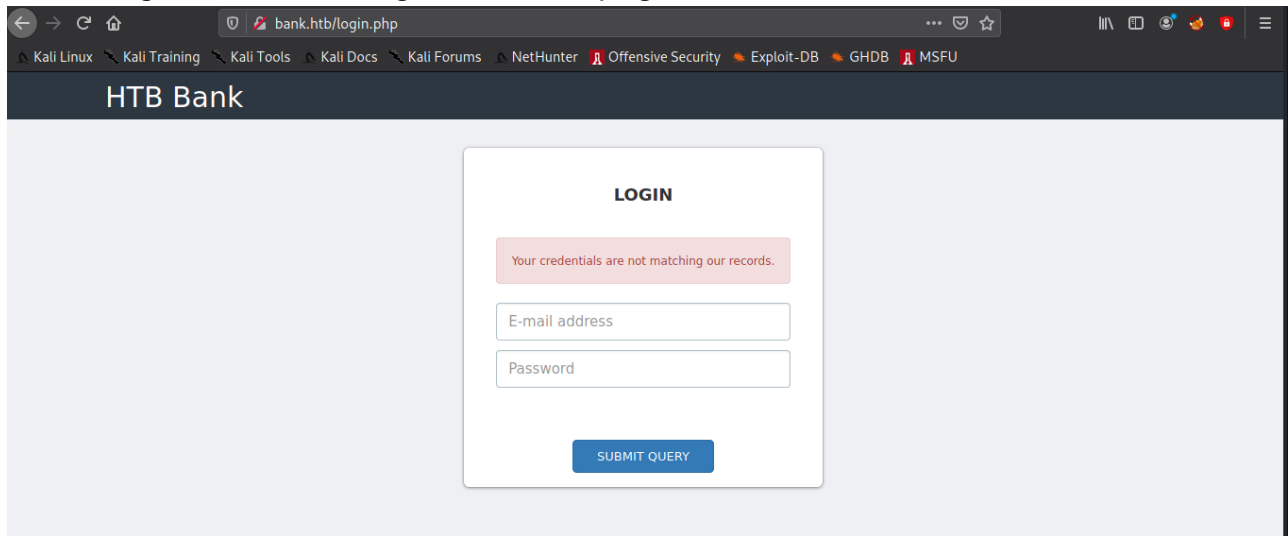 bank.htb/login.php
Kali Linux Kali Training Kali Tools Kali Docs Kali Forums NetHunter Offensive Security Exploit-DB GHDB MSFU
HTB Bank
LOGIN
Your credentials are not matching our records.
E-mail address
Password
SUBMIT QUERY